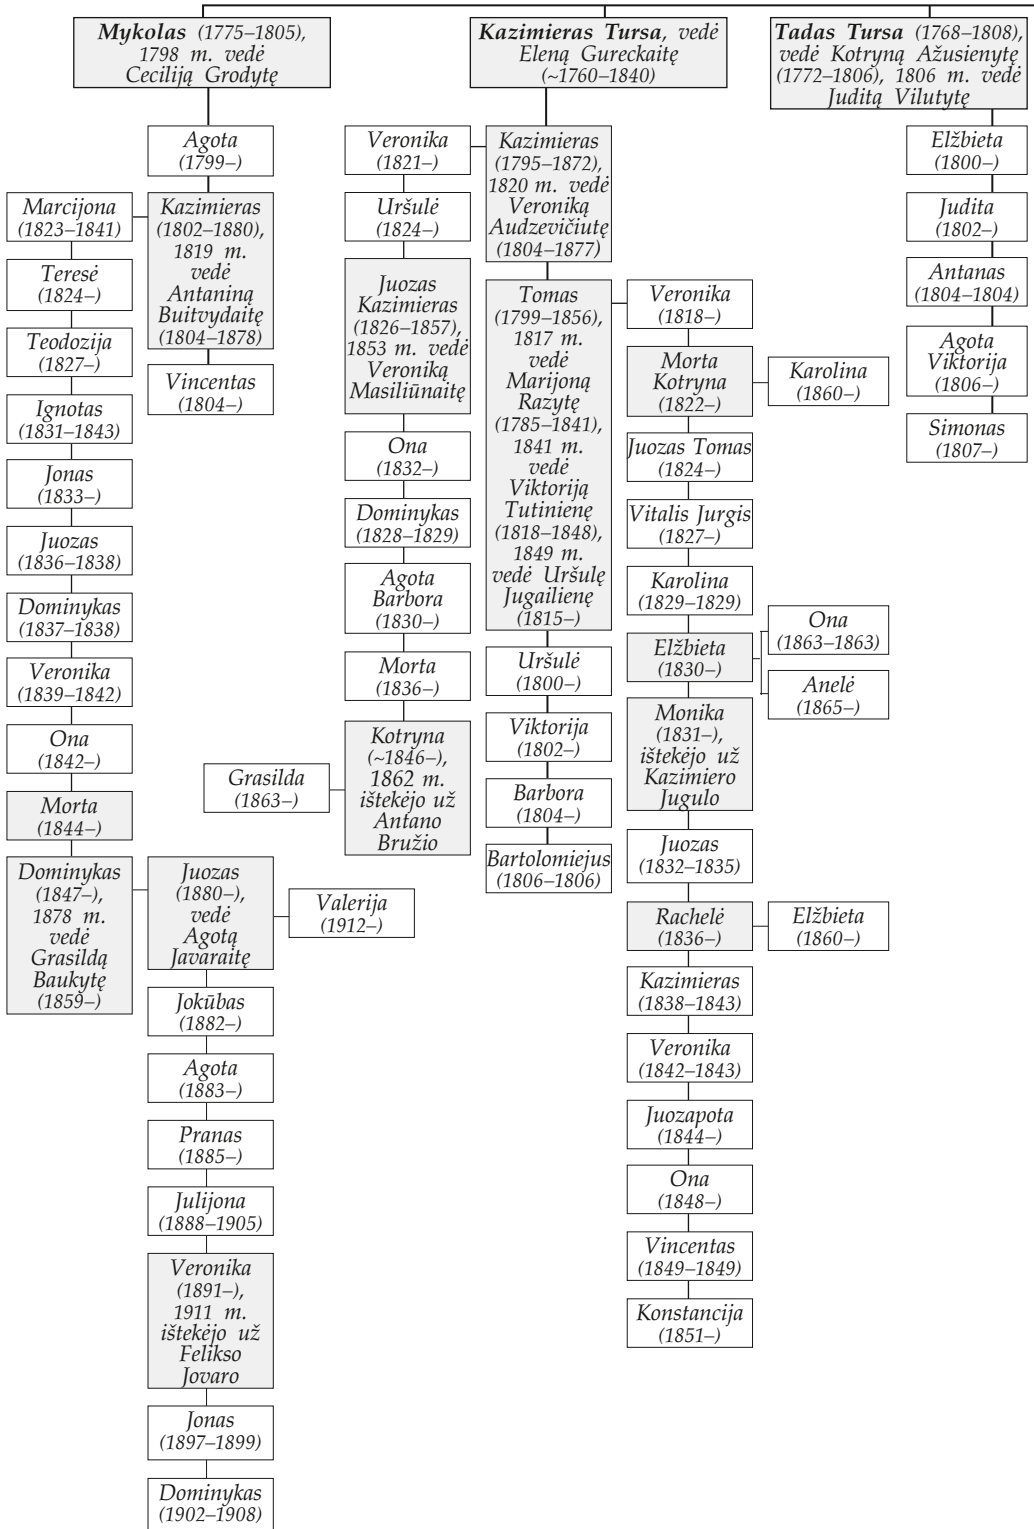 Mykolas (1775–1805),
1798 m. vedė
Ceciliją Grodytę
Agota
(1799–)
Kazimieras
(1802–1880),
1819 m.
vedė
Antaniną
Buitvydaitę
(1804–1878)
Vincentas
(1804–)
Marcijona
(1823–1841)
Teresė
(1824–)
Teodozija
(1827–)
Ignotas
(1831–1843)
Jonas
(1833–)
Juozas
(1836–1838)
Dominykas
(1837–1838)
Veronika
(1839–1842)
Ona
(1842–)
Morta
(1844–)
Dominykas
(1847–),
1878 m.
vedė
Grasildą
Baukytę
(1859–)
Juozas
(1880–),
vedė
Agotą
Javaraitę
Valerija
(1912–)
Jokūbas
(1882–)
Agota
(1883–)
Pranas
(1885–)
Julijona
(1888–1905)
Veronika
(1891–),
1911 m.
ištekėjo už
Felikso
Jovaro
Jonas
(1897–1899)
Dominykas
(1902–1908)
Kazimieras Tursa, vedė
Eleną Gureckaitę
(~1760–1840)
Kazimieras
(1795–1872),
1820 m. vedė
Veroniką
Audzevičiutę
(1804–1877)
Veronika
(1821–)
Uršulė
(1824–)
Juozas
Kazimieras
(1826–1857),
1853 m. vedė
Veroniką
Masiliūnaitę
Ona
(1832–)
Dominykas
(1828–1829)
Agota
Barbora
(1830–)
Morta
(1836–)
Kotryna
(~1846–),
1862 m.
ištekėjo už
Antano
Bružio
Grasilda
(1863–)
Tomas
(1799–1856),
1817 m.
vedė
Marijoną
Razytę
(1785–1841),
1841 m.
vedė
Viktoriją
Tutinienę
(1818–1848),
1849 m.
vedė Uršulę
Jugailienę
(1815–)
Uršulė
(1800–)
Viktorija
(1802–)
Barbora
(1804–)
Bartolomiejus
(1806–1806)
Veronika
(1818–)
Morta
Kotryna
(1822–)
Karolina
(1860–)
Juozas Tomas
(1824–)
Vitalis Jurgis
(1827–)
Karolina
(1829–1829)
Elžbieta
(1830–)
Ona
(1863–1863)
Anelė
(1865–)
Monika
(1831–),
ištekėjo už
Kazimiero
Jugulo
Juozas
(1832–1835)
Rachelė
(1836–)
Elžbieta
(1860–)
Kazimieras
(1838–1843)
Veronika
(1842–1843)
Juozapota
(1844–)
Ona
(1848–)
Vincentas
(1849–1849)
Konstancija
(1851–)
Tadas Tursa (1768–1808),
vedė Kotryną Ažusienytę
(1772–1806), 1806 m. vedė
Juditą Vilutytę
Elžbieta
(1800–)
Judita
(1802–)
Antanas
(1804–1804)
Agota
Viktorija
(1806–)
Simonas
(1807–)